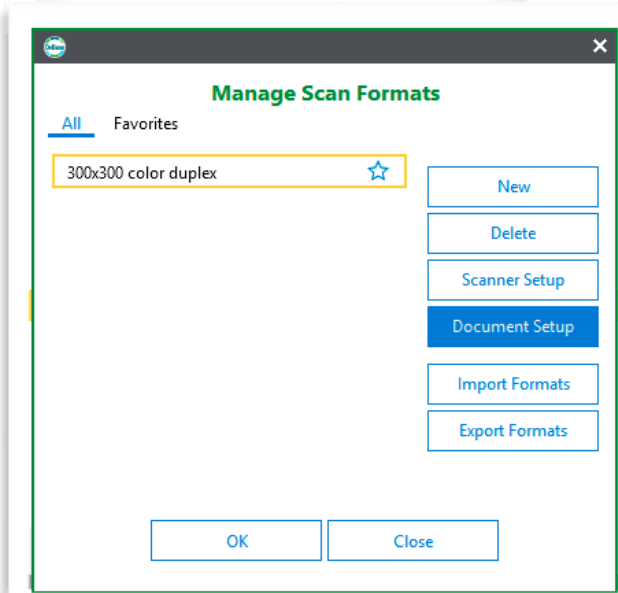 Manage Scan Formats
All Favorites
300x300 color duplex
New
Delete
Scanner Setup
Document Setup
Import Formats
Export Formats
OK Close